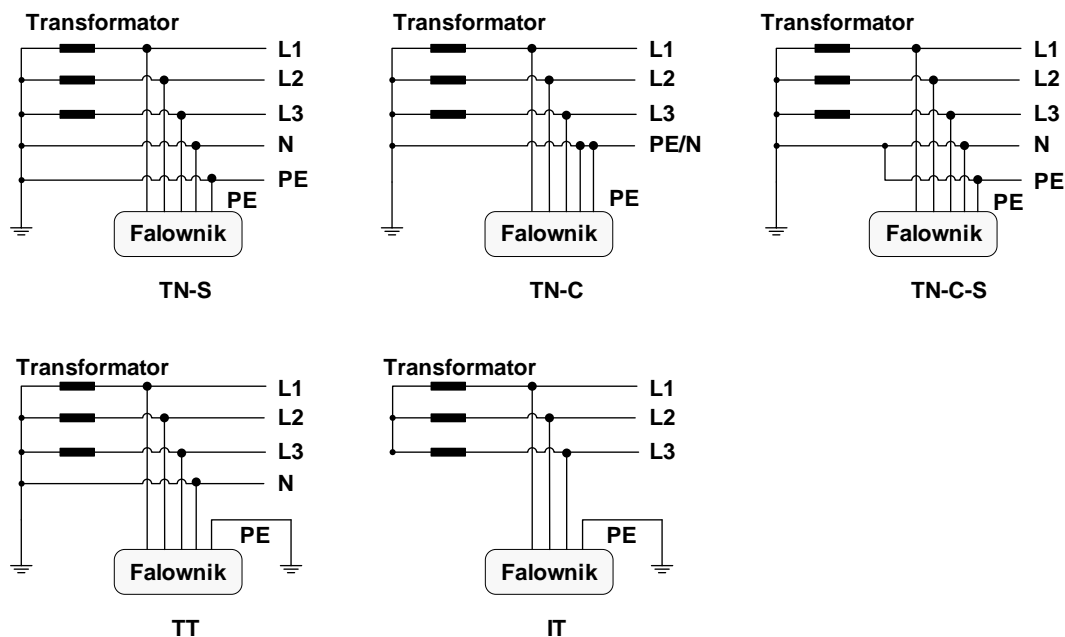 Transformator
L1
L2
L3
N
PE
PE
Falownik
TN-S
Transformator
L1
L2
L3
PE/N
PE
Falownik
TN-C
Transformator
L1
L2
L3
N
PE
PE
Falownik
TN-C-S
Transformator
L1
L2
L3
N
PE
Falownik
TT
Transformator
L1
L2
L3
PE
Falownik
IT